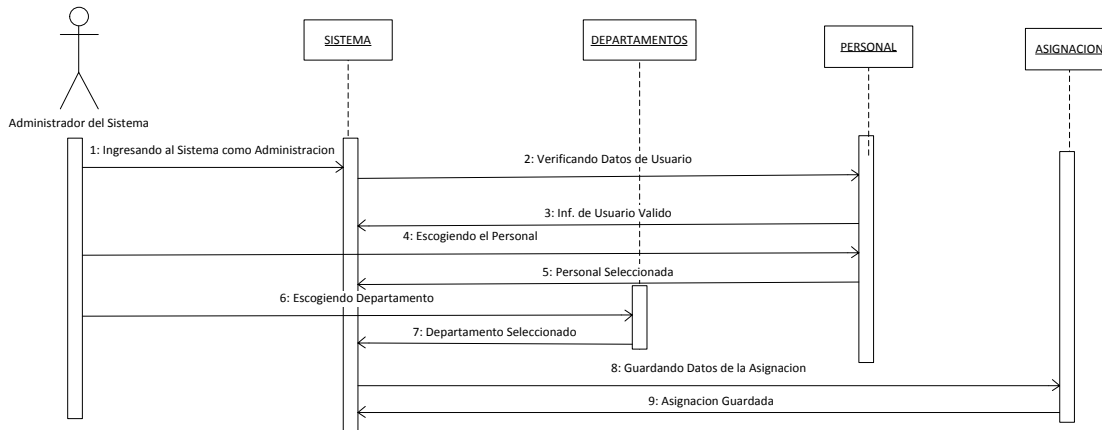 SISTEMA
DEPARTAMENTOS
PERSONAL
ASIGNACION
Administrador del Sistema
1: Ingresando al Sistema como Administracion
2: Verificando Datos de Usuario
3: Inf. de Usuario Valido
4: Escogiendo el Personal
5: Personal Seleccionada
6: Escogiendo Departamento
7: Departamento Seleccionado
8: Guardando Datos de la Asignacion
9: Asignacion Guardada